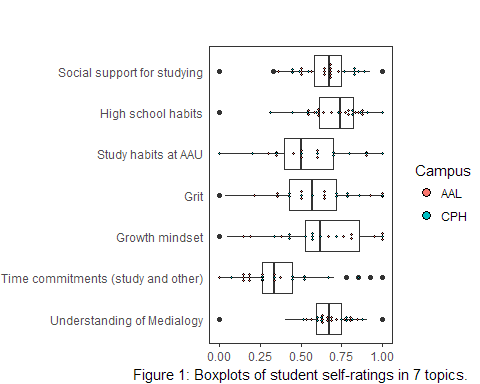 Social support for studying
High school habits
Study habits at AAU
Grit
Growth mindset
Time commitments (study and other)
Understanding of Medialogy
0.00 0.25 0.50 0.75 1.00
Campus
AAL
CPH
Figure 1: Boxplots of student self-ratings in 7 topics.